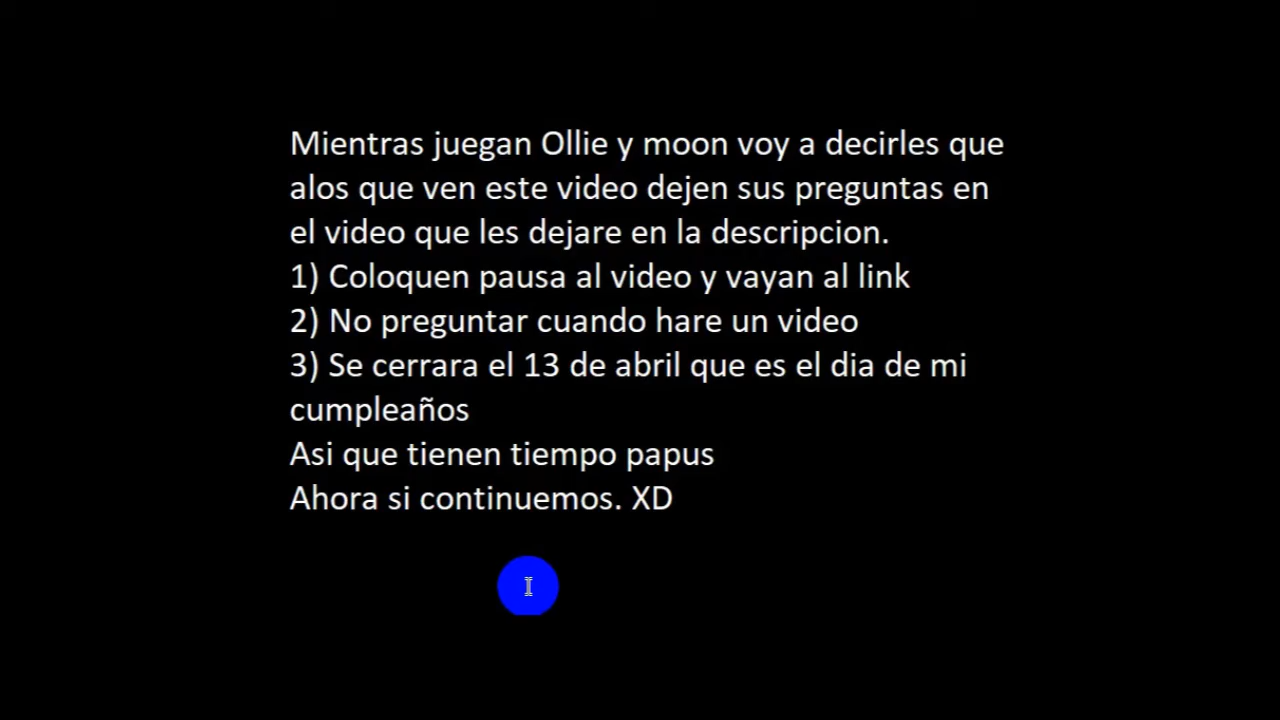 Mientras juegan Ollie y moon voy a decirles que
alos que ven este video dejen sus preguntas en
el video que les dejare en la descripcion.
1) Coloquen pausa al video y vayan al link
2) No preguntar cuando hare un video
3) Se cerrara el 13 de abril que es el dia de mi
cumpleaños
Asi que tienen tiempo papus
Ahora si continuemos. XD